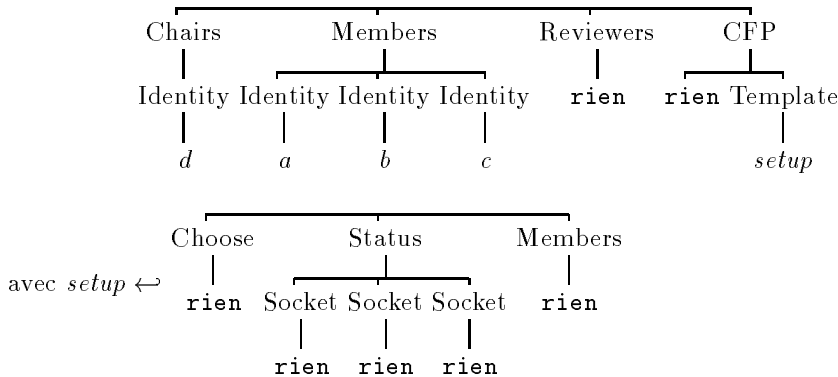 Chairs Members Reviewers CFP
Identity Identity Identity Identity rien rien Template
d a b c setup
Choose Status Members
avec setup ↩ rien Socket Socket Socket rien
rien rien rien